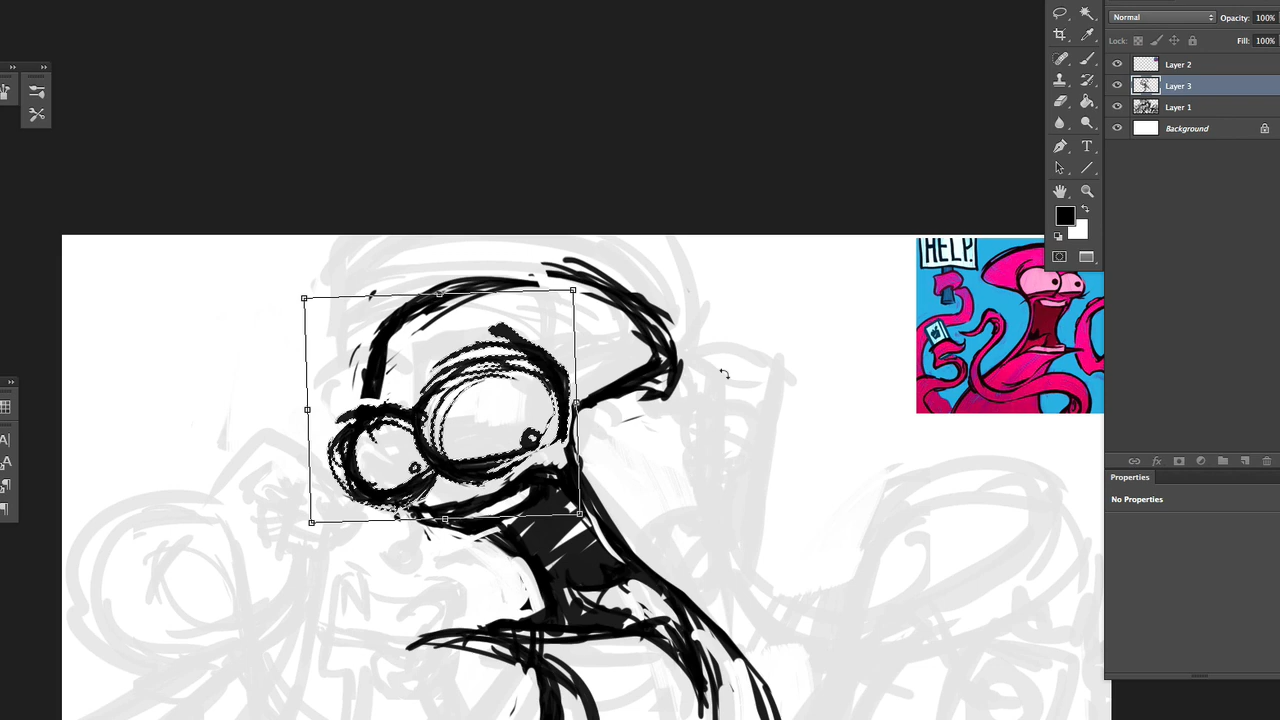 Normal
Opacity: 100%
Lock:
Fill: 100%
Layer 2
Layer 3
Layer 1
Background
T
HELP.
A
A
Properties
No Properties